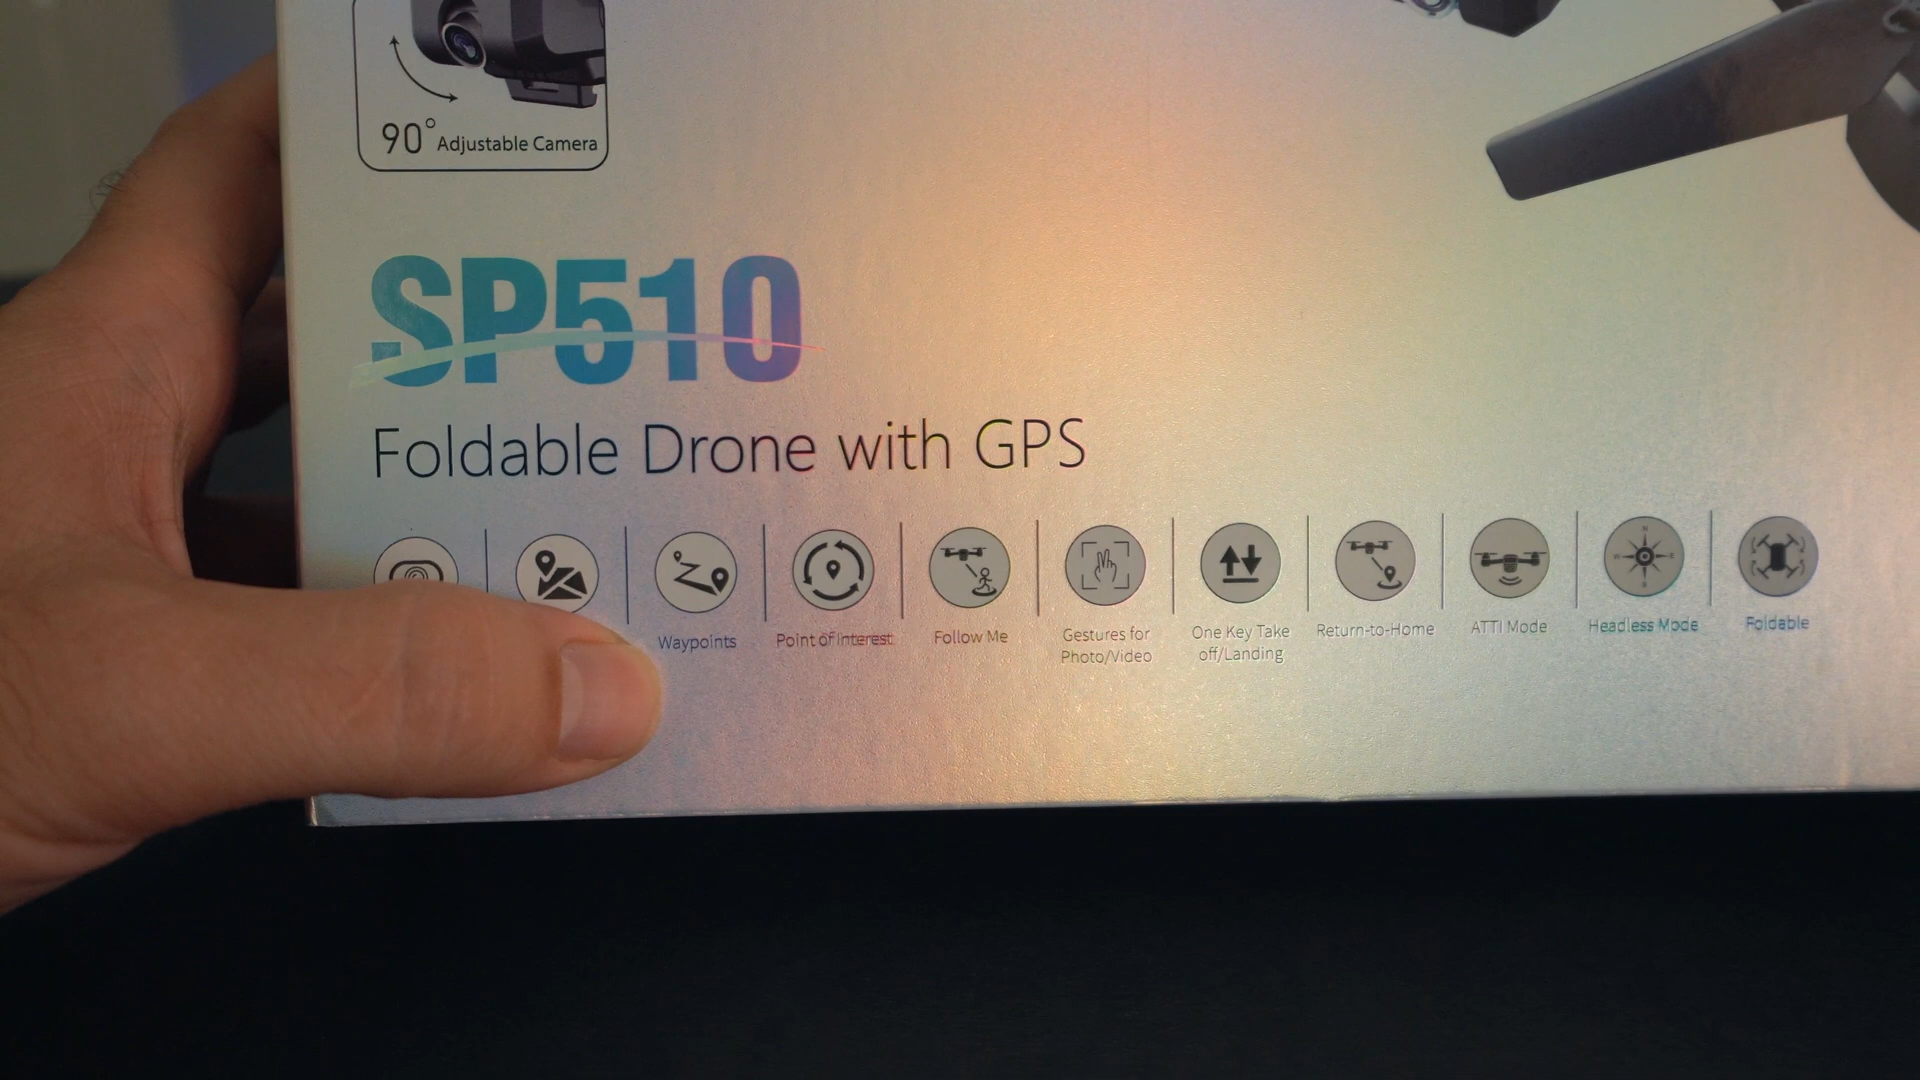 90° Adjustable Camera
SP510
Foldable Drone with GPS
Waypoints
Point of Interest
Follow Me
Gestures for
Photo/Video
One Key Take
off/Landing
Return-to-Home
ATTI Mode
Headless Mode
Foldable